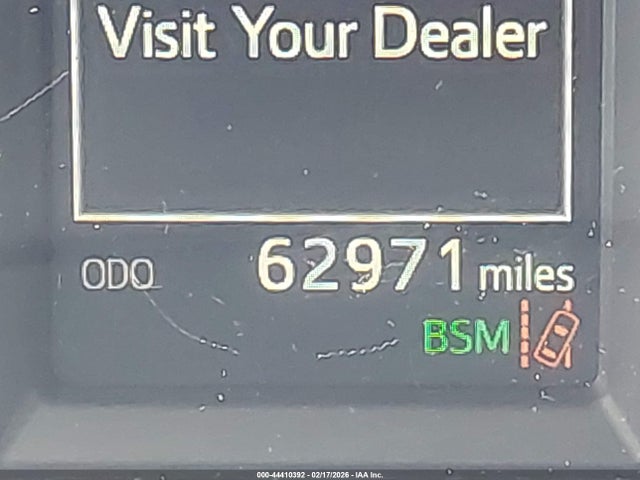 Visit Your Dealer
ODO 62971 miles
BSM
000-44410392 - 02/17/2026 - IAA Inc.